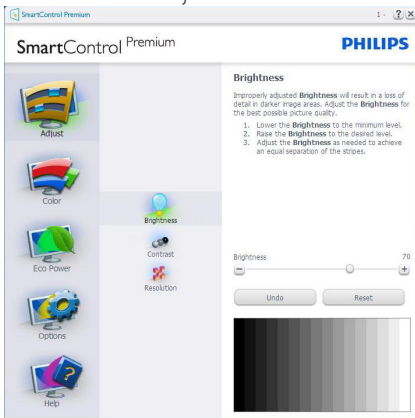 SmartControl Premium
1 -
?
×
SmartControl Premium
PHILIPS
Adjust
Color
Eco Power
Options
Help
Brightness
Contrast
Resolution
Brightness
Improperly adjusted Brightness will result in a loss of
detail in darker image areas. Adjust the Brightness for
the best possible picture quality.
1. Lower the Brightness to the minimum level.
2. Raise the Brightness to the desired level.
3. Adjust the Brightness as needed to achieve
an equal separation of the stripes.
Brightness 70
Undo Reset